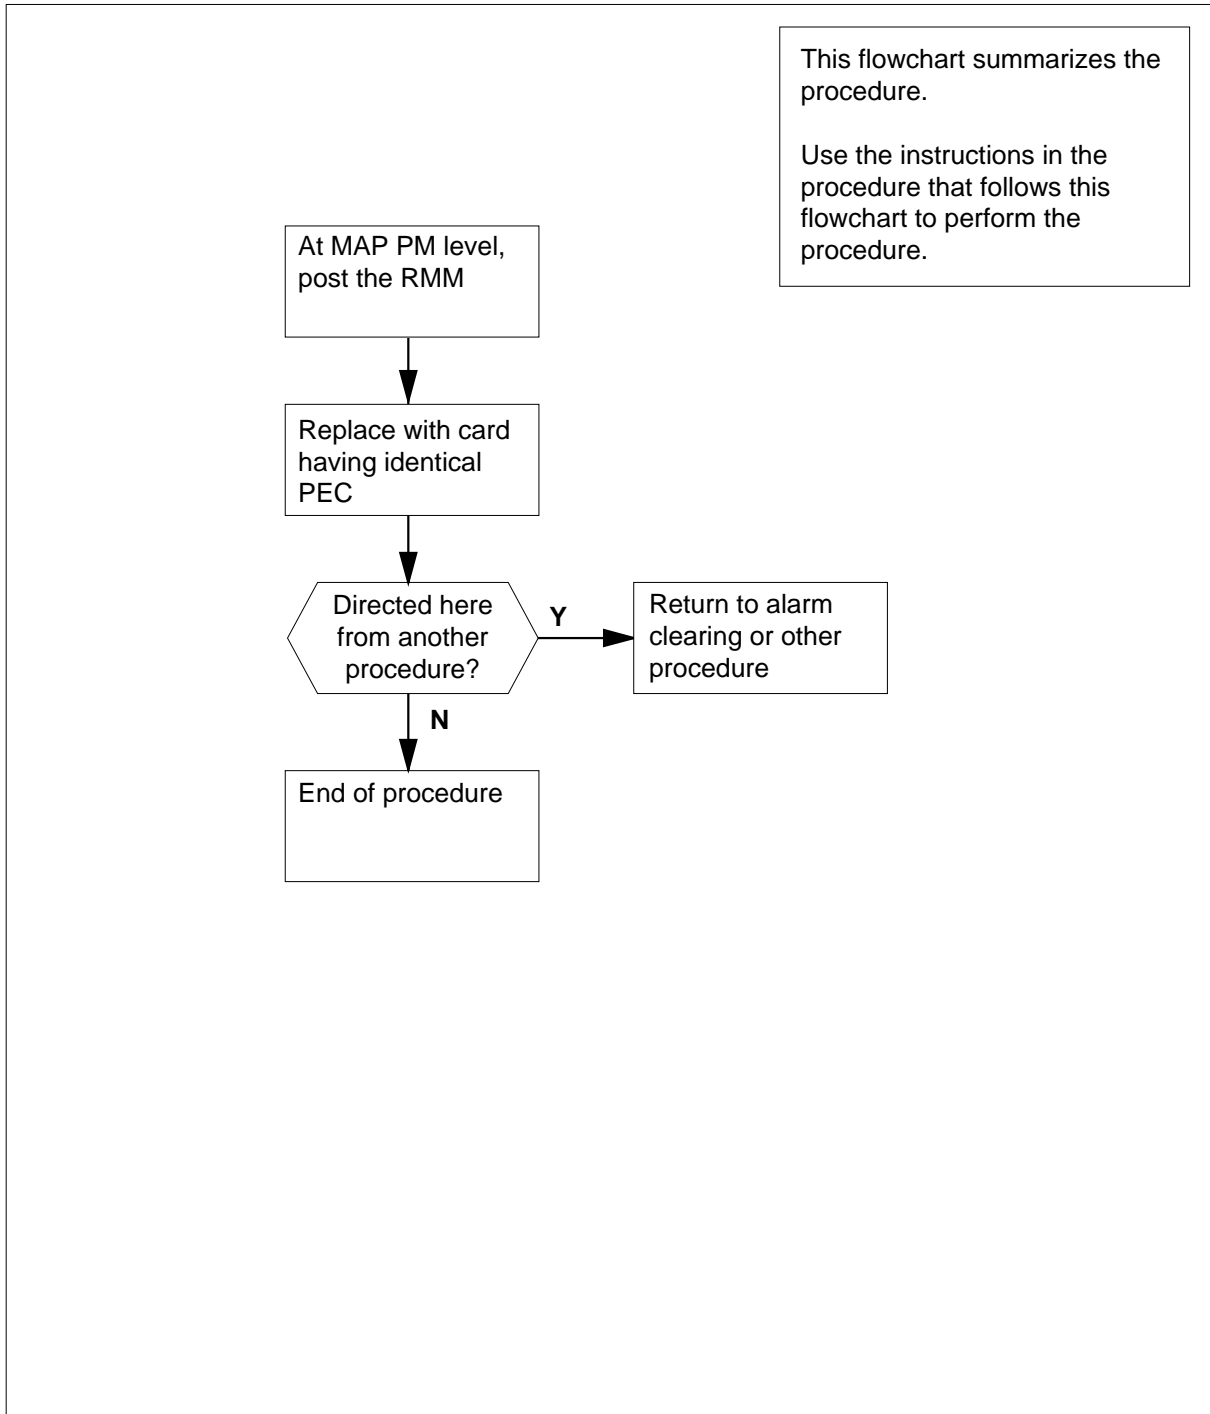 This flowchart summarizes the
procedure.
Use the instructions in the
procedure that follows this
flowchart to perform the
procedure.
At MAP PM level,
post the RMM
Replace with card
having identical
PEC
Directed here
from another
procedure?
Y
Return to alarm
clearing or other
procedure
N
End of procedure